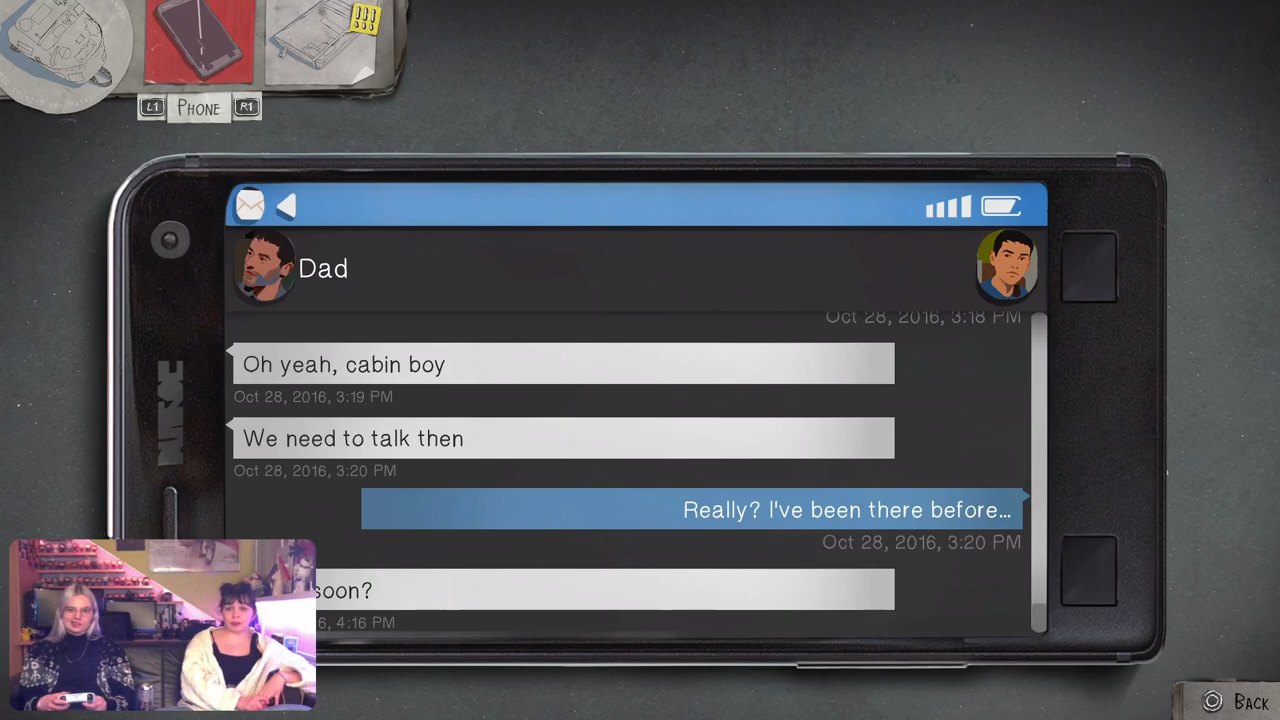 L1 PHONE R1
Dad
Oct 28, 2016, 3:18 PM
Oh yeah, cabin boy
Oct 28, 2016, 3:19 PM
We need to talk then
Oct 28, 2016, 3:20 PM
Really? I've been there before...
Oct 28, 2016, 3:20 PM
soon?
6, 4:16 PM
BACK